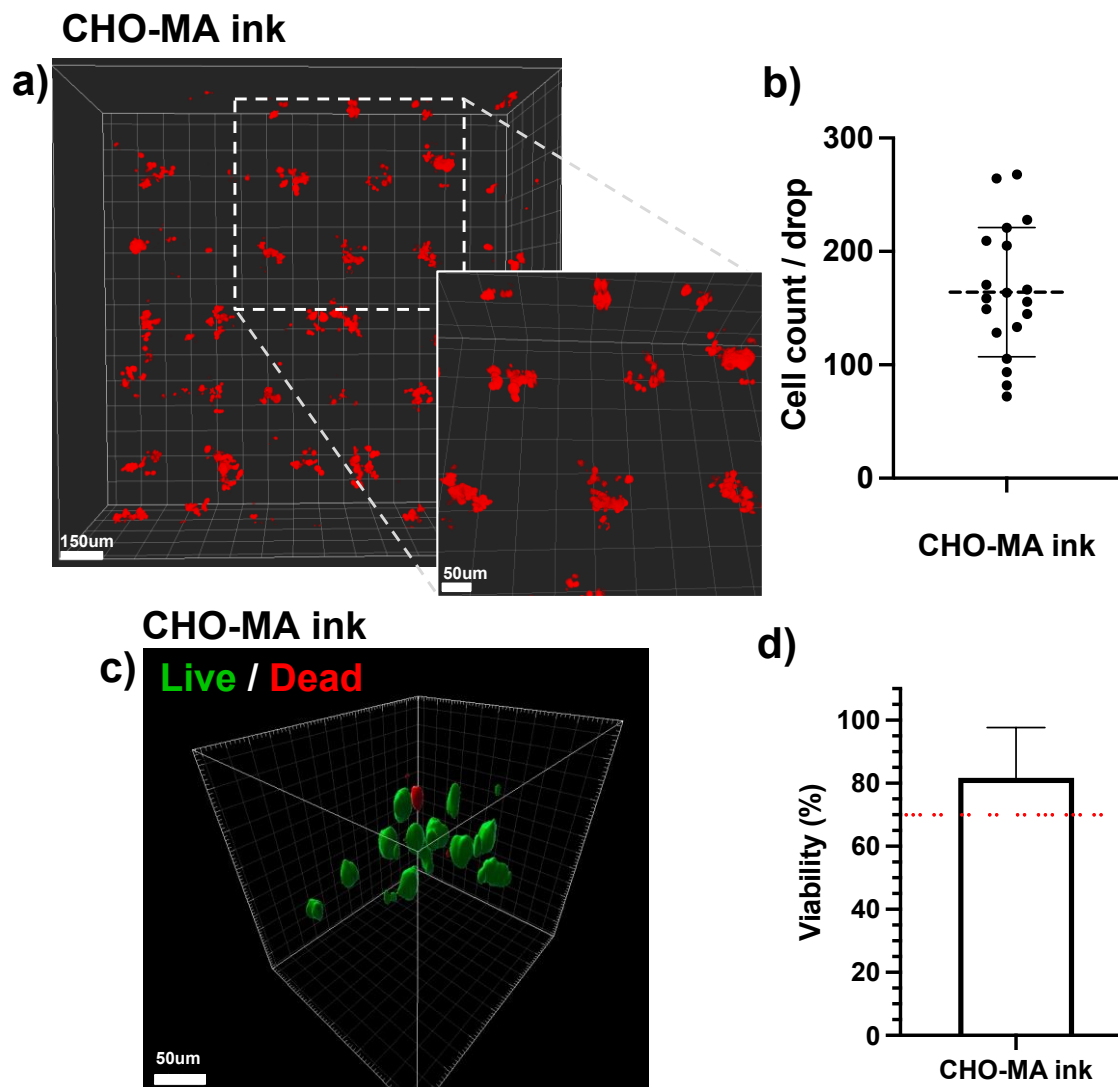 CHO-MA ink
a)
150um
50um
b)
Cell count / drop
300
200
100
0
CHO-MA ink
CHO-MA ink
c)
Live / Dead
50um
d)
Viability (%)
100
80
60
40
20
0
CHO-MA ink